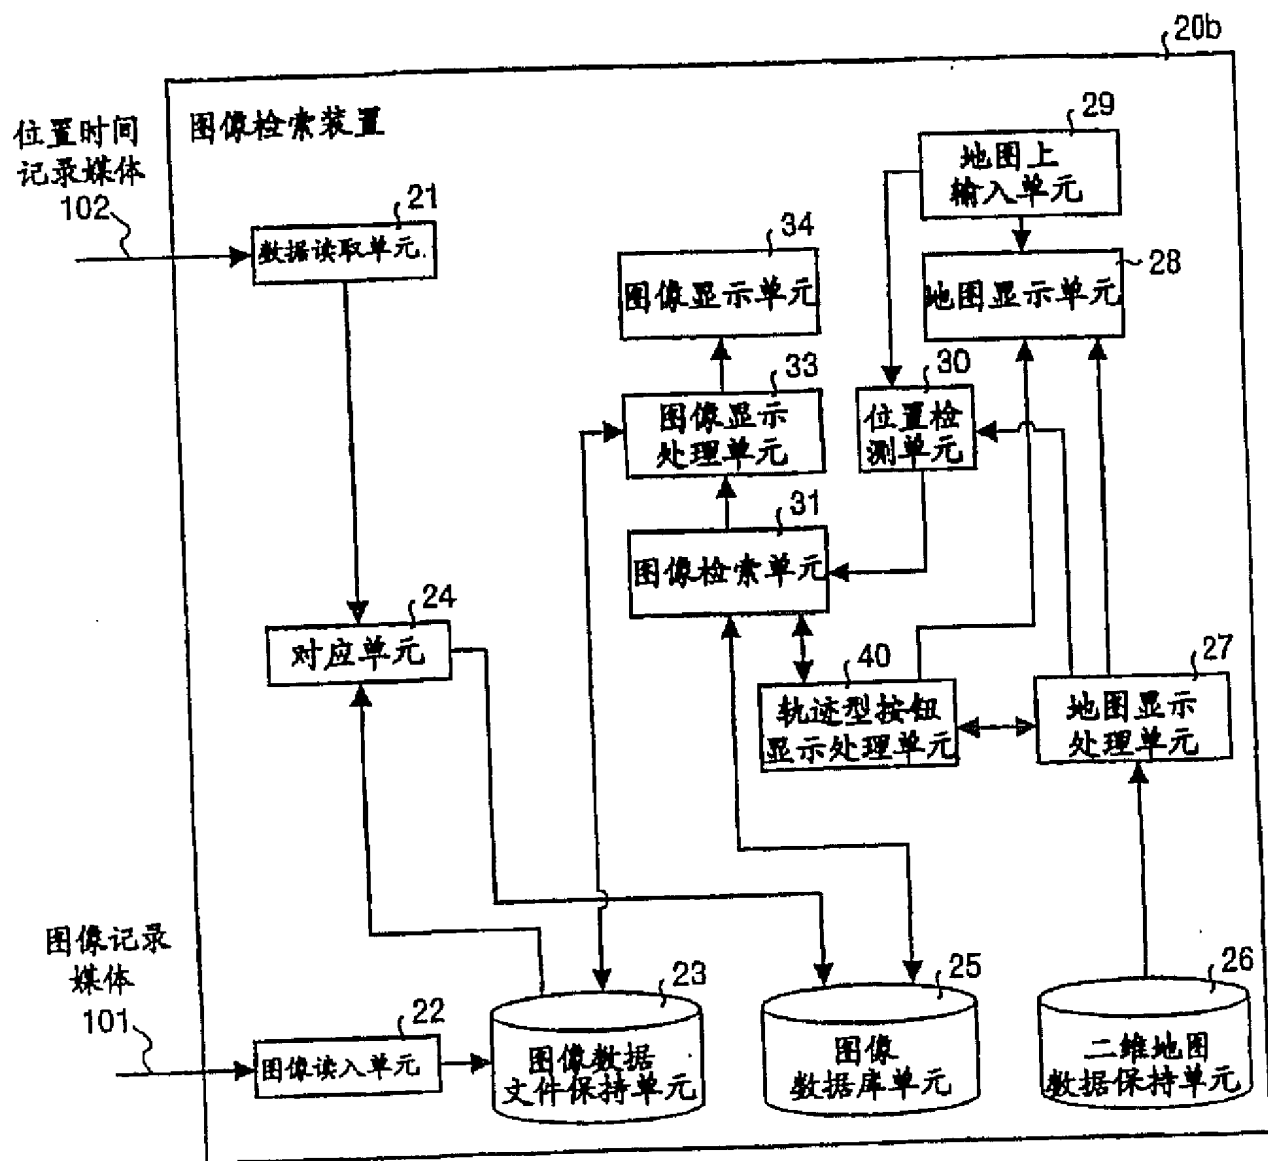 20b
图像检索装置
位置时间
记录媒体
102
21
数据读取单元
29
地图上
输入单元
34
图像显示单元
28
地图显示单元
33
图像显示
处理单元
30
位置检
测单元
31
图像检索单元
24
对应单元
40
轨迹型按钮
显示处理单元
27
地图显示
处理单元
图像记录
媒体
101
22
图像读入单元
23
图像数据
文件保持单元
25
图像
数据库单元
26
二维地图
数据保持单元